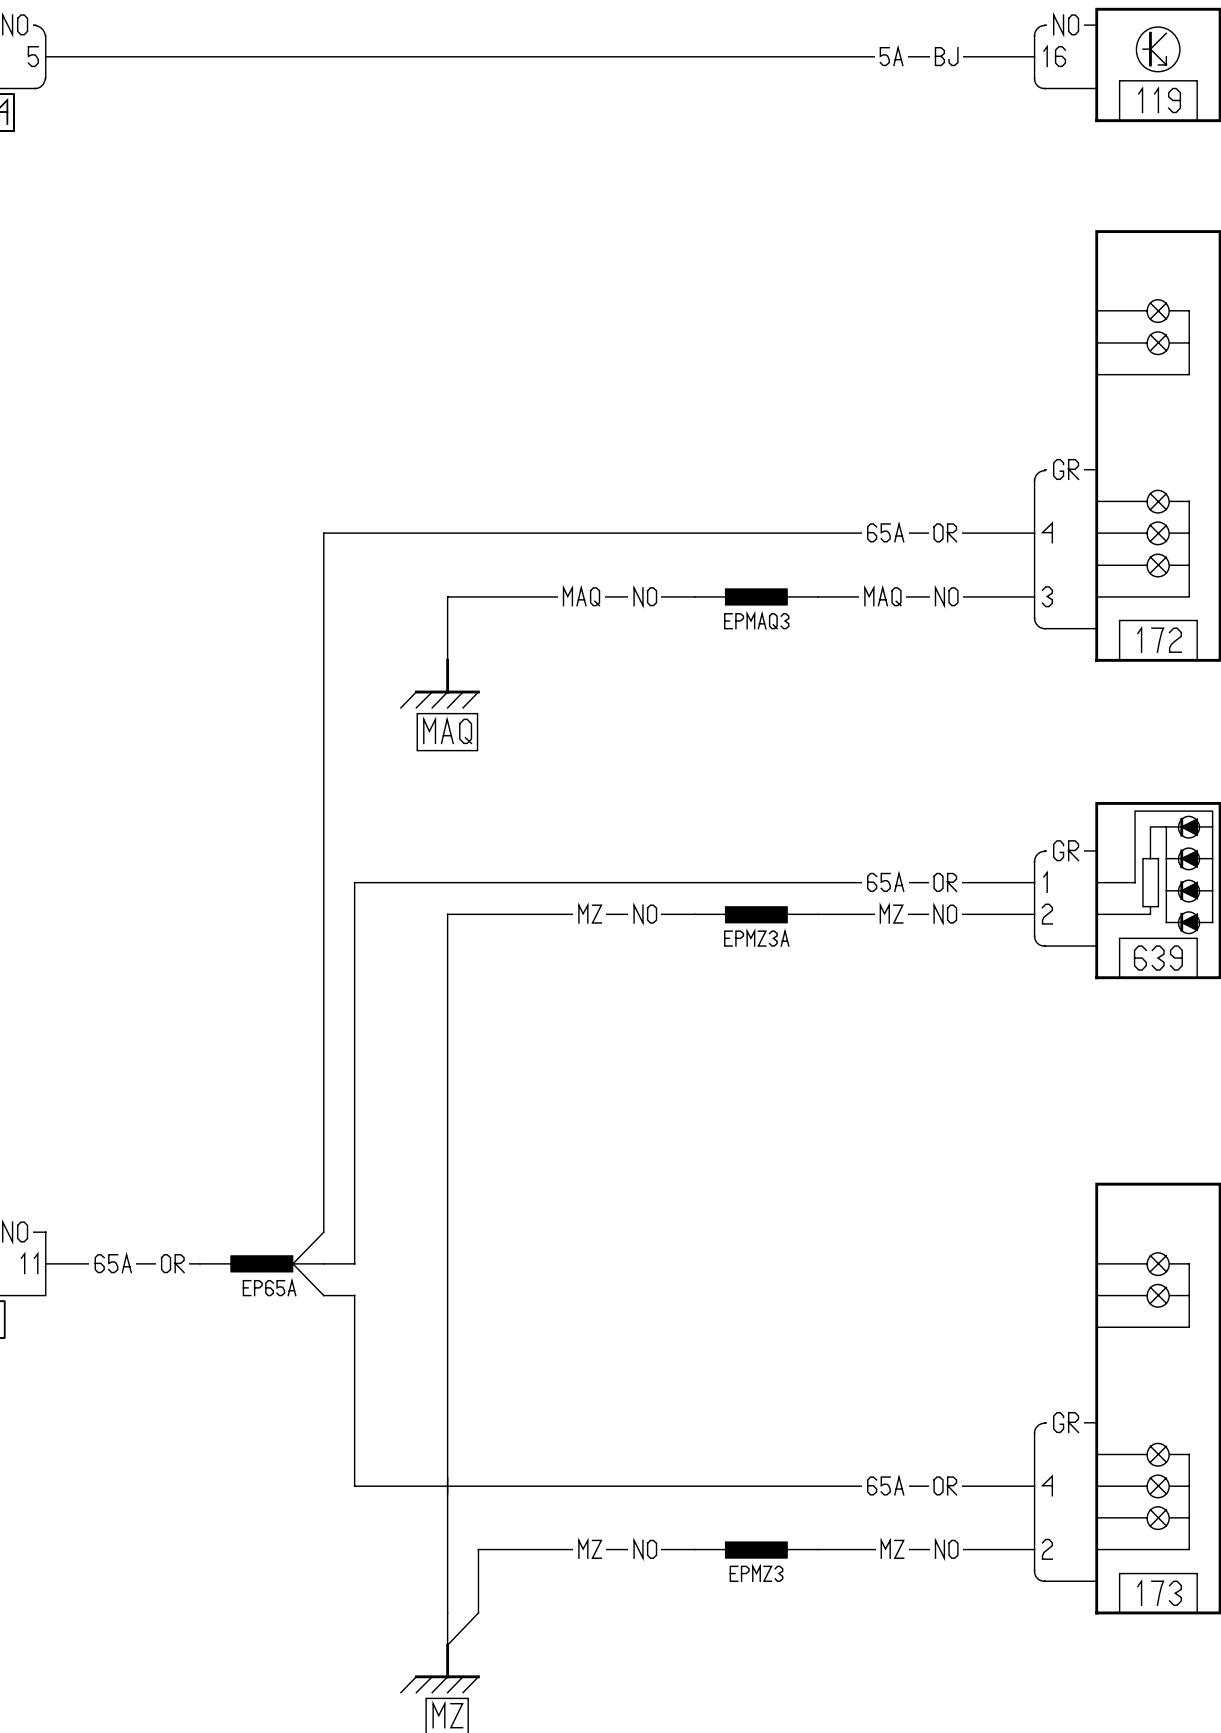 NO
5
5A BJ
NO
16
119
GR
65A OR
4
MAQ NO
MAQ NO
3
EPMAQ3
172
MAQ
GR
65A OR
1
MZ NO
MZ NO
2
EPMZ3A
639
NO
11
65A OR
EP65A
GR
65A OR
4
MZ NO
MZ NO
2
EPMZ3
173
MZ